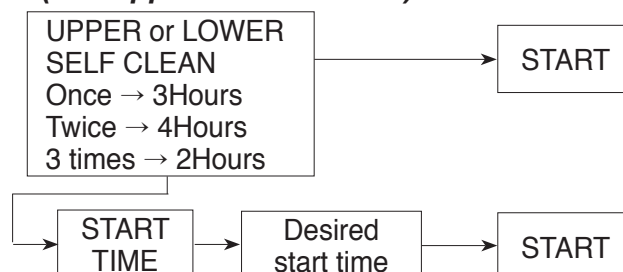 UPPER or LOWER
SELF CLEAN
Once → 3Hours
Twice → 4Hours
3 times → 2Hours
START
START
TIME
Desired
start time
START